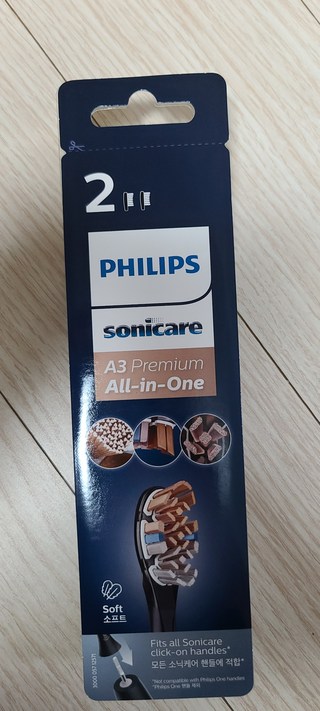 2
PHILIPS
sonicare
A3 Premium
All-in-One
Soft
소프트
Fits all Sonicare
click-on handles*
모든 소닉케어 핸들에 적합*
*Not compatible with Philips One handles
*Philips One 핸들 제외